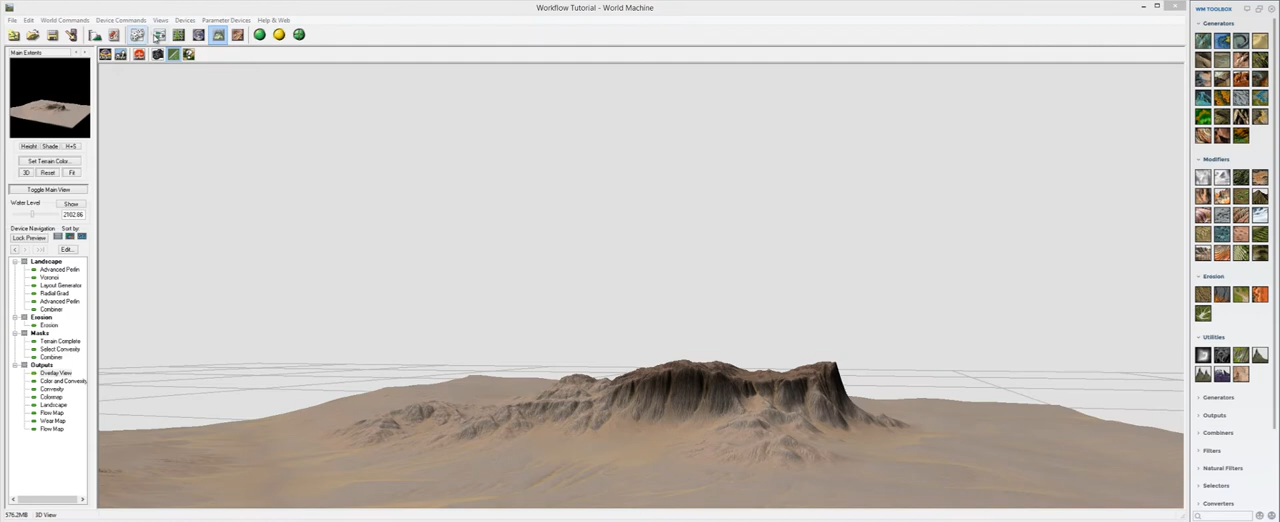 Workflow Tutorial - World Machine
File Edit World Commands Device Commands Views Devices Parameter Devices Help & Web
Main Extents
Height Shade H+S
Set Terrain Color...
3D Reset Fit
Toggle Main View
Water Level Show
2102.86
Device Navigation Sort by:
Lock Preview
Edit...
Landscape
Advanced Perlin
Voronoi
Layout Generator
Radial Grad
Advanced Perlin
Combiner
Erosion
Erosion
Masks
Terrain Complete
Select Convexity
Combiner
Outputs
Overlay View
Color and Convexity
Convexity
Colormap
Landscape
Flow Map
Wear Map
Flow Map
576.2MB 3D View
WM TOOLBOX
Generators
Modifiers
Erosion
Utilities
Generators
Outputs
Combiners
Filters
Natural Filters
Selectors
Converters